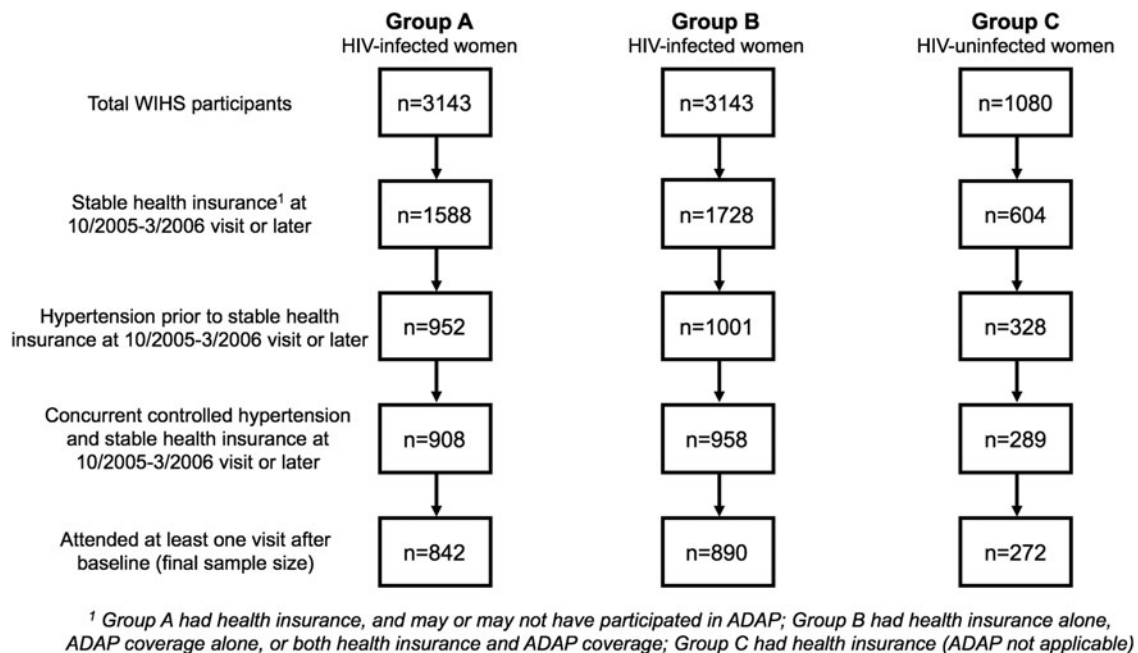 Group A
HIV-infected women
Group B
HIV-infected women
Group C
HIV-uninfected women
Total WIHS participants
n=3143
n=3143
n=1080
Stable health insurance¹ at
10/2005-3/2006 visit or later
n=1588
n=1728
n=604
Hypertension prior to stable health
insurance at 10/2005-3/2006 visit or later
n=952
n=1001
n=328
Concurrent controlled hypertension
and stable health insurance at
10/2005-3/2006 visit or later
n=908
n=958
n=289
Attended at least one visit after
baseline (final sample size)
n=842
n=890
n=272
¹ Group A had health insurance, and may or may not have participated in ADAP; Group B had health insurance alone,
ADAP coverage alone, or both health insurance and ADAP coverage; Group C had health insurance (ADAP not applicable)